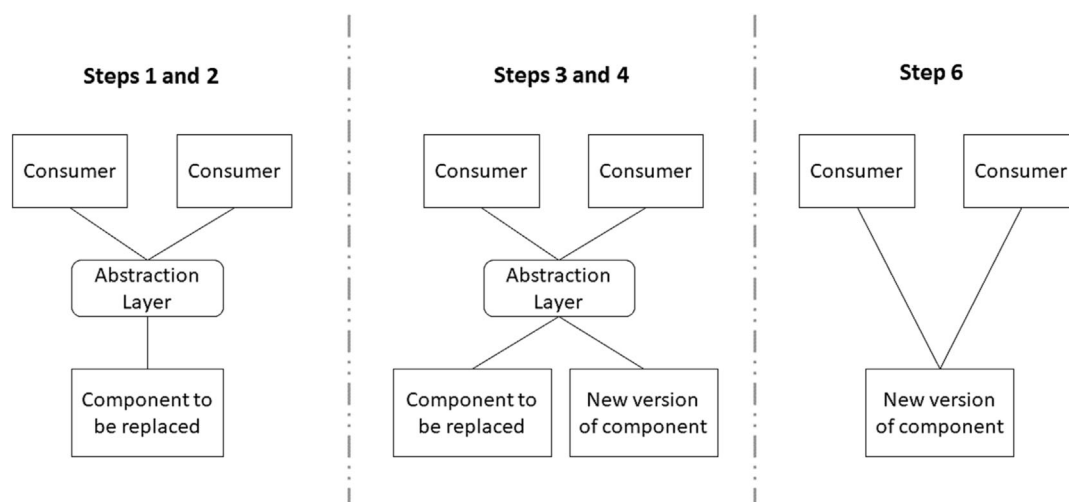 Steps 1 and 2
Consumer
Consumer
Abstraction
Layer
Component to
be replaced
Steps 3 and 4
Consumer
Consumer
Abstraction
Layer
Component to
be replaced
New version
of component
Step 6
Consumer
Consumer
New version
of component